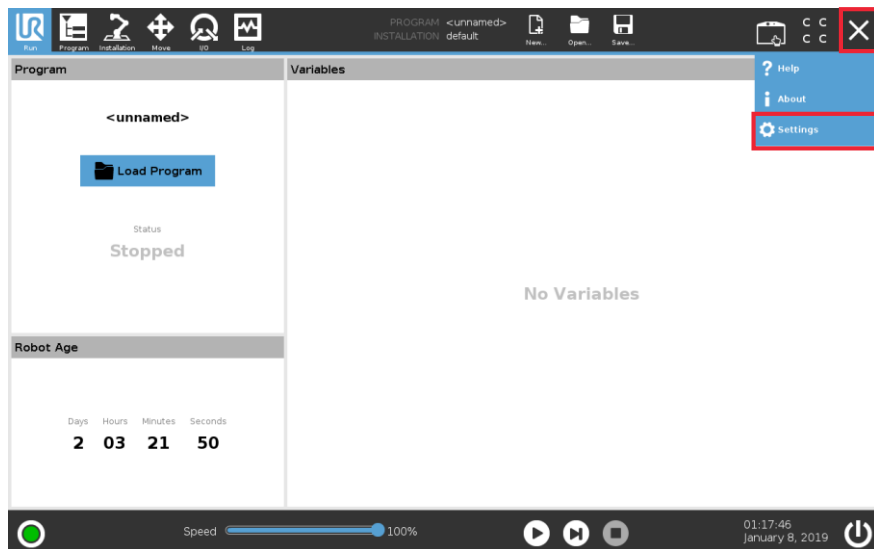 UR
PROGRAM <unnamed>
INSTALLATION default
C C
C C
Run Program Installation Move I/O Log
New... Open... Save...
Program
<unnamed>
Load Program
Status
Stopped
Variables
No Variables
? Help
i About
Settings
Robot Age
Days Hours Minutes Seconds
2 03 21 50
Speed 100%
01:17:46
January 8, 2019